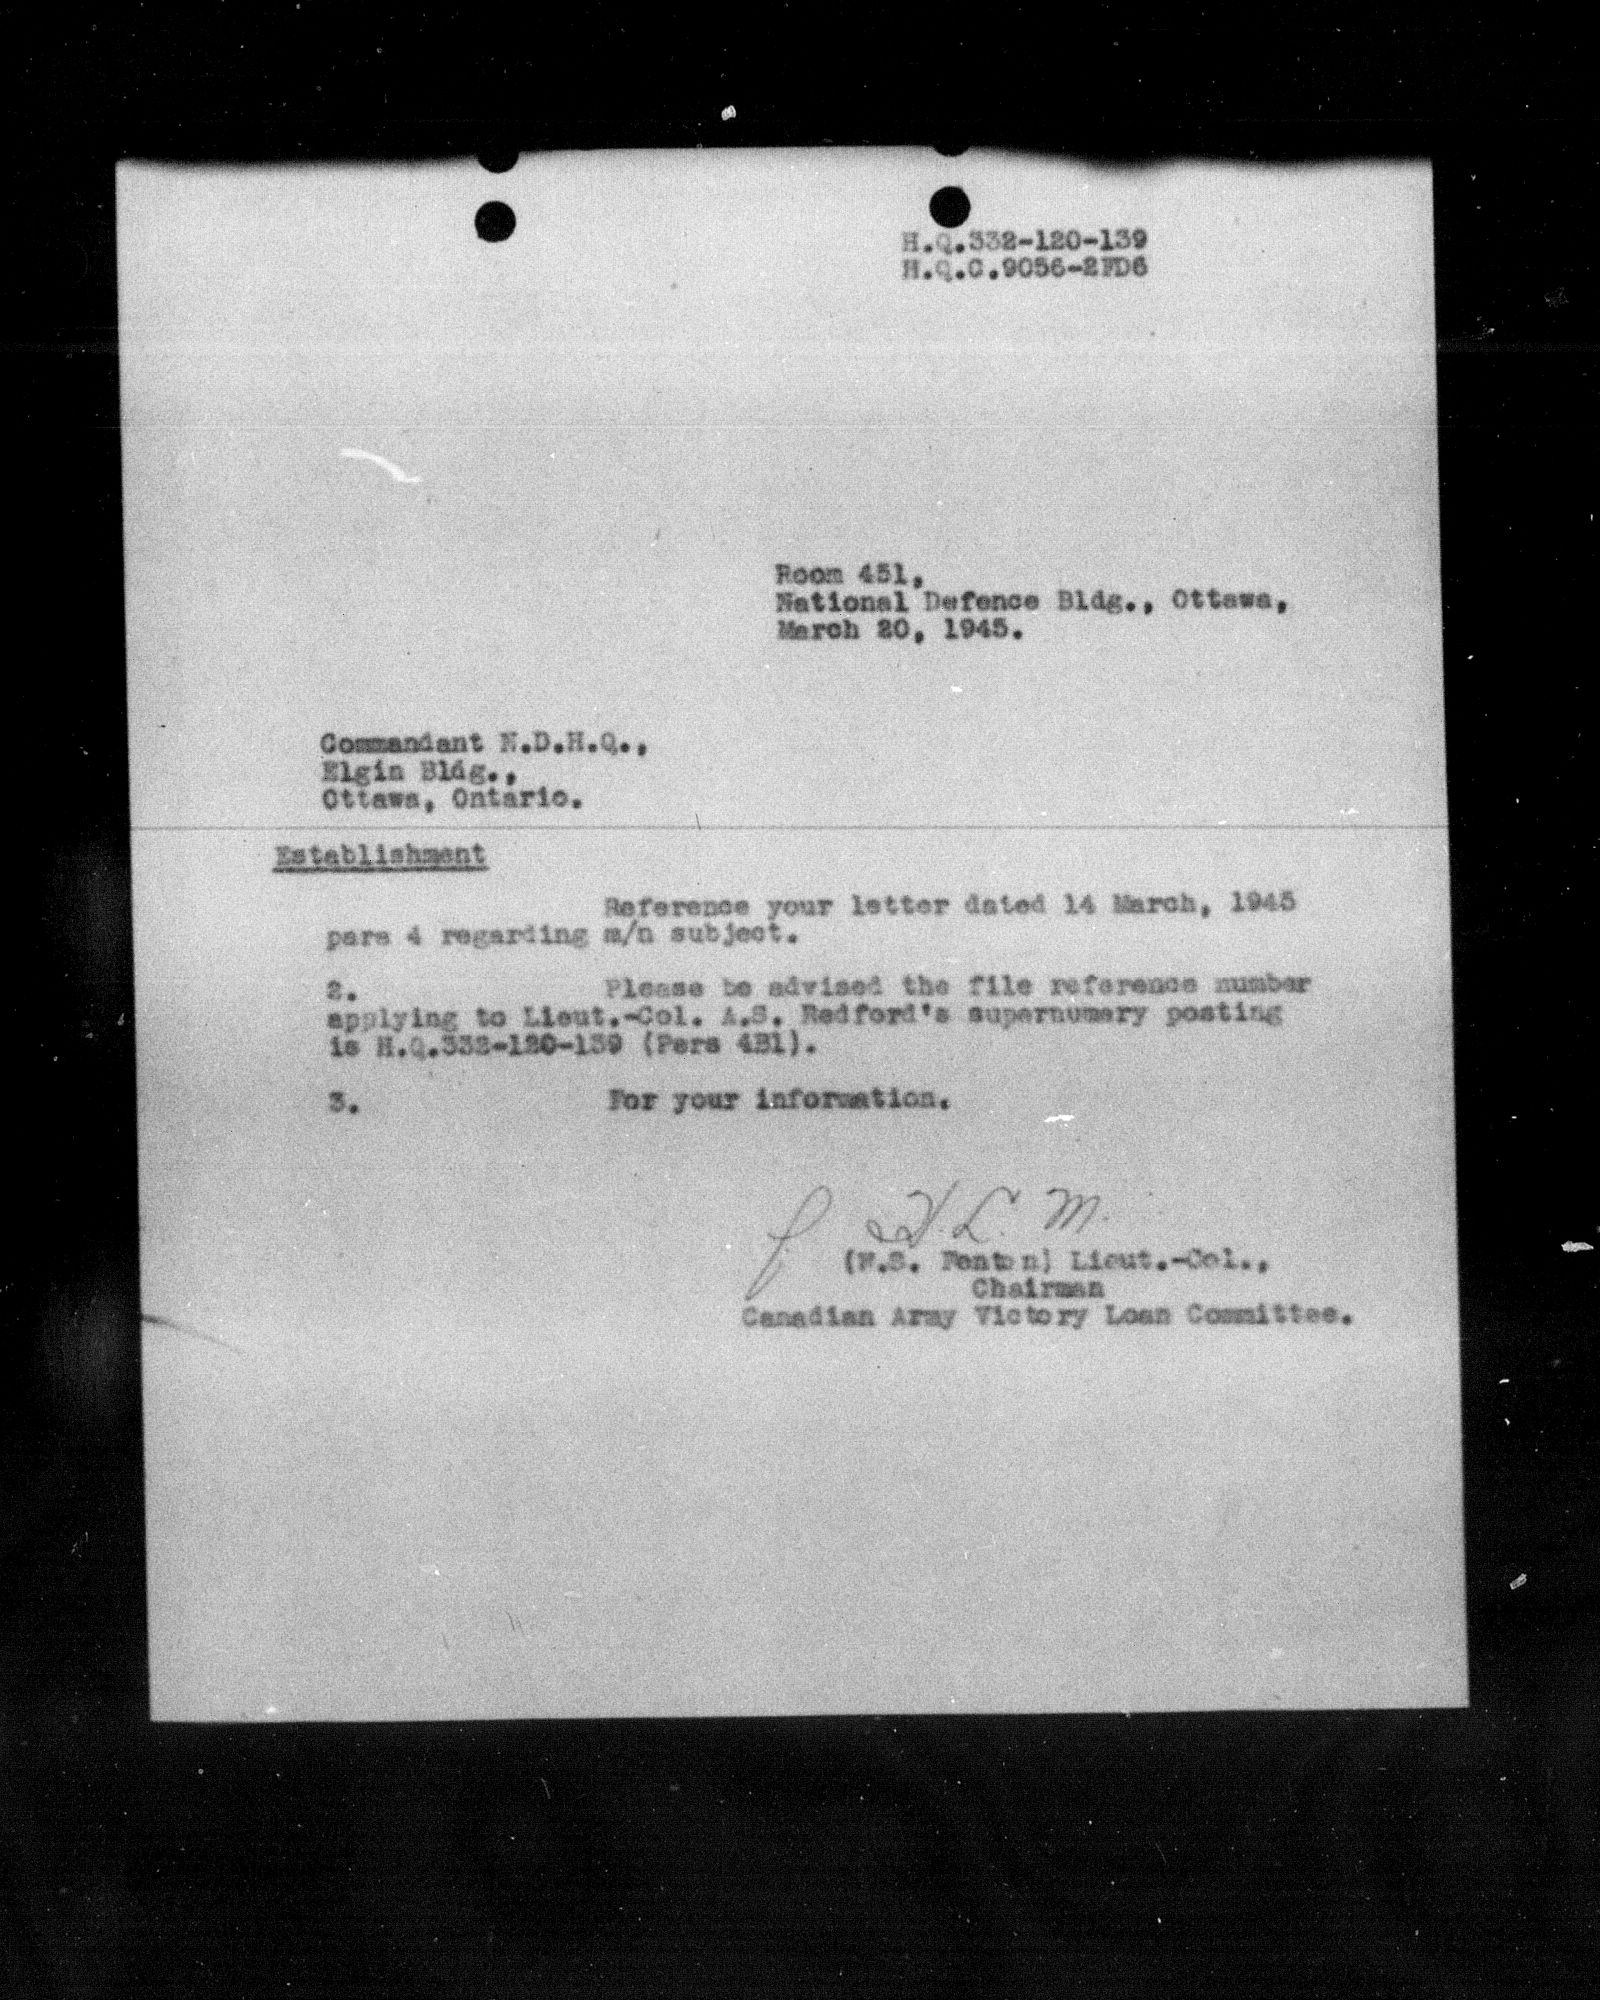 H.Q.332-120-139
H.Q.C.9056-2FD6
Room 451,
National Defence Bldg., Ottawa,
March 20, 1945.
Commandant N.D.H.Q.,
Elgin Bldg.,
Ottawa, Ontario.
Establishment
Reference your letter dated 14 March, 1945
para 4 regarding m/n subject.
2. Please be advised the file reference number
applying to Lieut.-Col. A.S. Redford's supernumary posting
is H.Q.332-120-139 (Pers 4B1).
3. For your information.
H.L.M.
(F.S. Fenton) Lieut.-Col.,
Chairman
Canadian Army Victory Loan Committee.